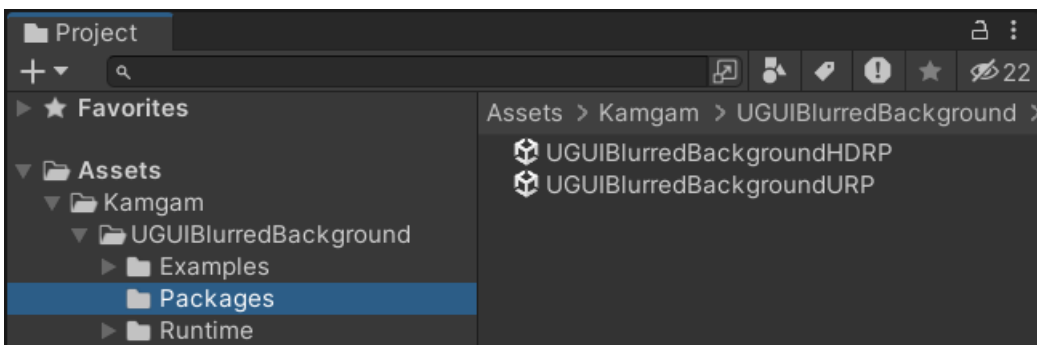 Project
22
Favorites
Assets > Kamgam > UGUIBlurredBackground >
Assets
UGUIBlurredBackgroundHDRP
UGUIBlurredBackgroundURP
Kamgam
UGUIBlurredBackground
Examples
Packages
Runtime